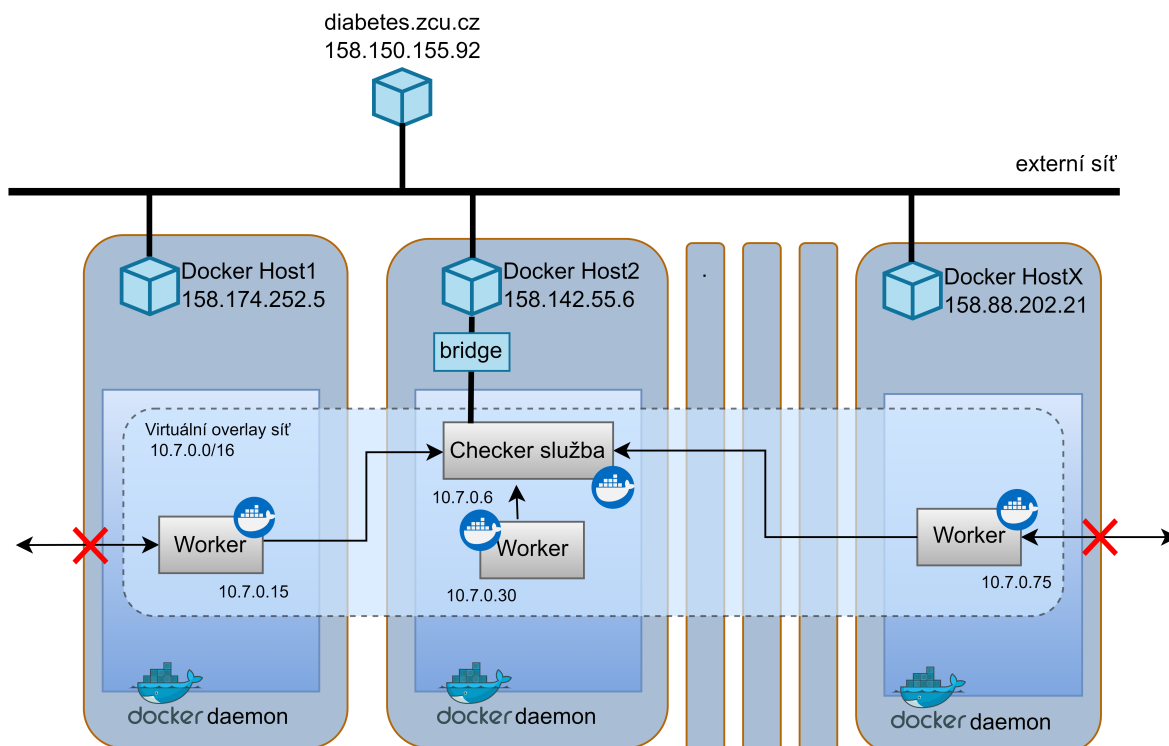 diabetes.zcu.cz
158.150.155.92
externí síť
Docker Host1
158.174.252.5
Docker Host2
158.142.55.6
.
Docker HostX
158.88.202.21
bridge
Virtuální overlay síť
10.7.0.0/16
Checker služba
10.7.0.6
Worker
10.7.0.15
Worker
10.7.0.30
Worker
10.7.0.75
docker daemon
docker daemon
docker daemon